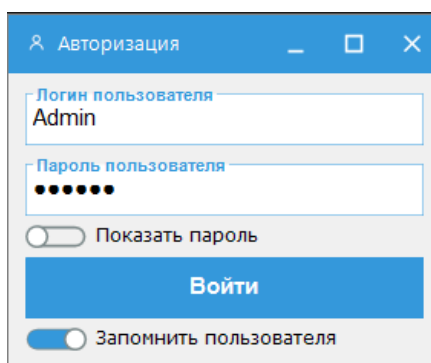 Авторизация
Логин пользователя
Admin
Пароль пользователя
●●●●●●
Показать пароль
Войти
Запомнить пользователя